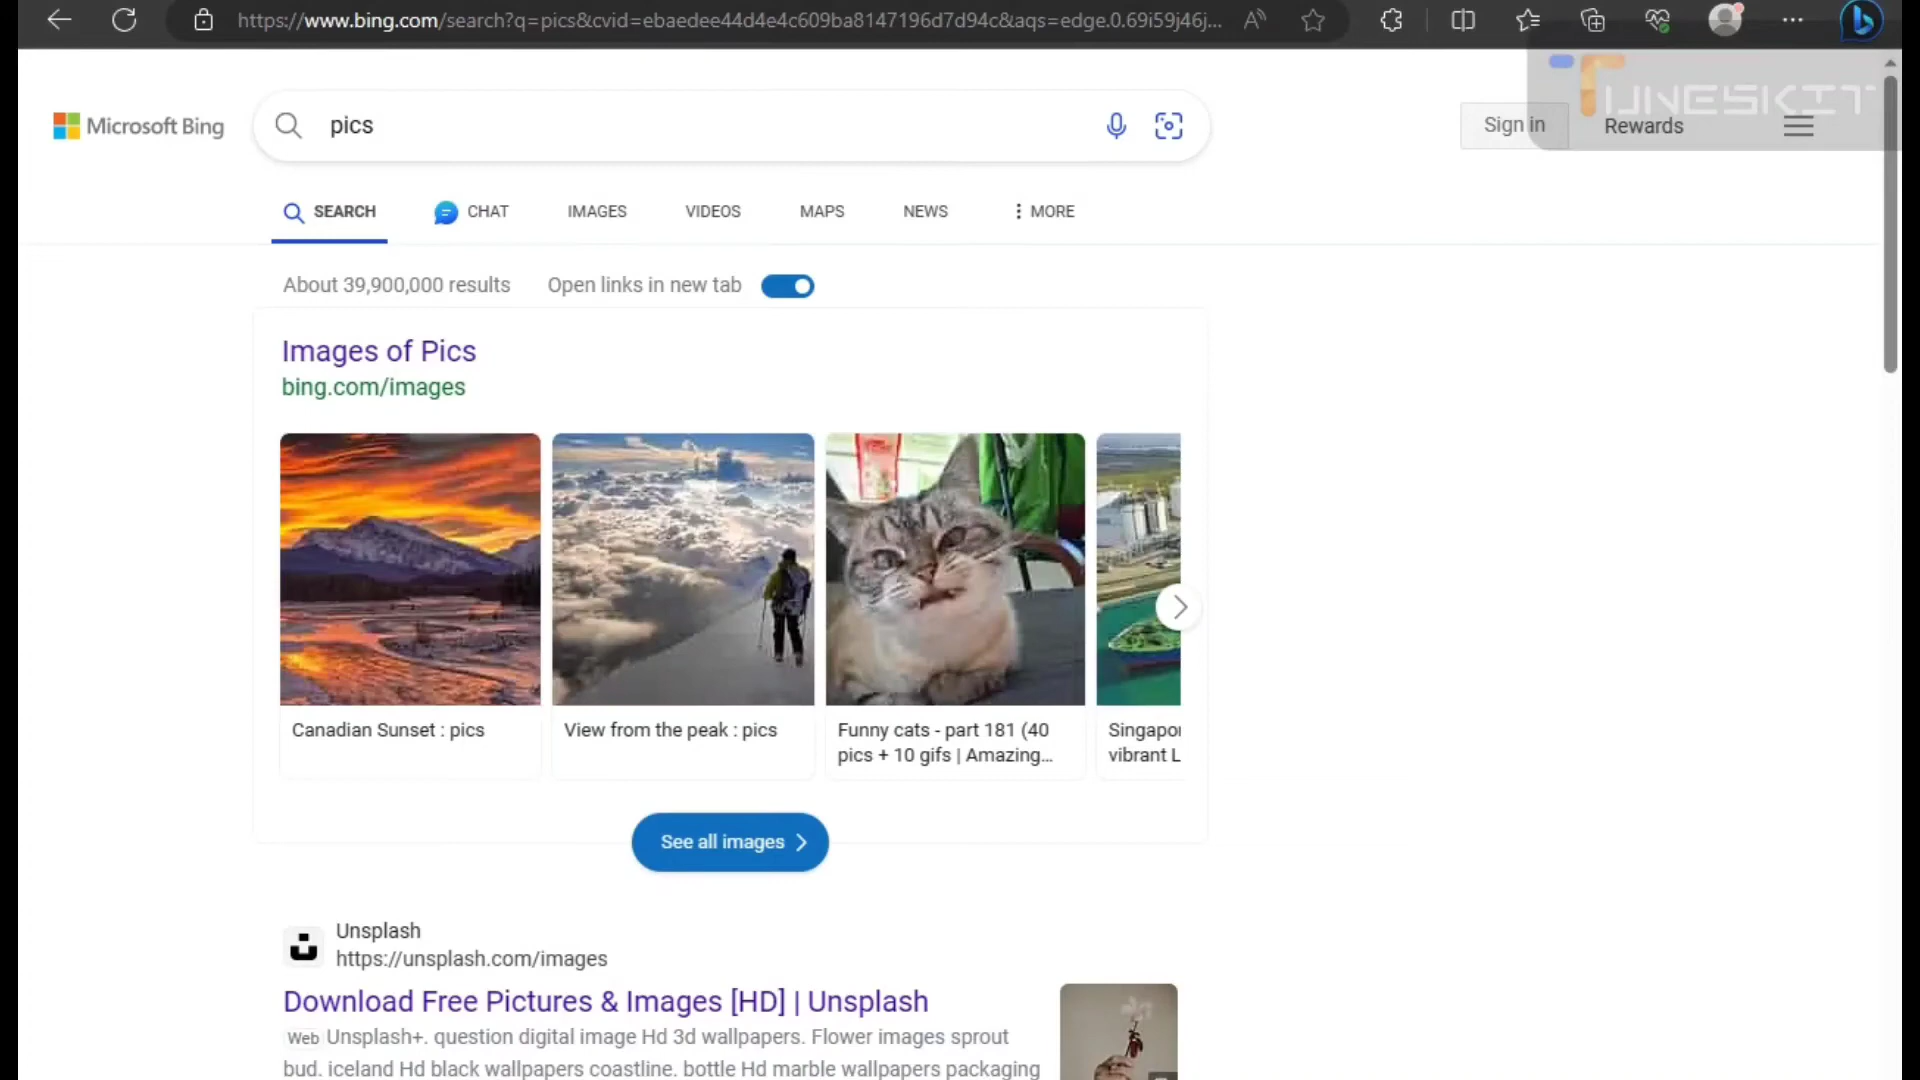 https://www.bing.com/search?q=pics&cvid=ebaedee44d4e4c609ba8147196d7d94c&aqs=edge.0.69i59j46j...
TUNESKIT
Microsoft Bing
pics
Sign in
Rewards
SEARCH
CHAT
IMAGES
VIDEOS
MAPS
NEWS
MORE
About 39,900,000 results
Open links in new tab
Images of Pics
bing.com/images
Canadian Sunset : pics
View from the peak : pics
Funny cats - part 181 (40
pics + 10 gifs | Amazing...
Singapor
vibrant L
See all images
Unsplash
https://unsplash.com/images
Download Free Pictures & Images [HD] | Unsplash
Web Unsplash+. question digital image Hd 3d wallpapers. Flower images sprout
bud. iceland Hd black wallpapers coastline. bottle Hd marble wallpapers packaging